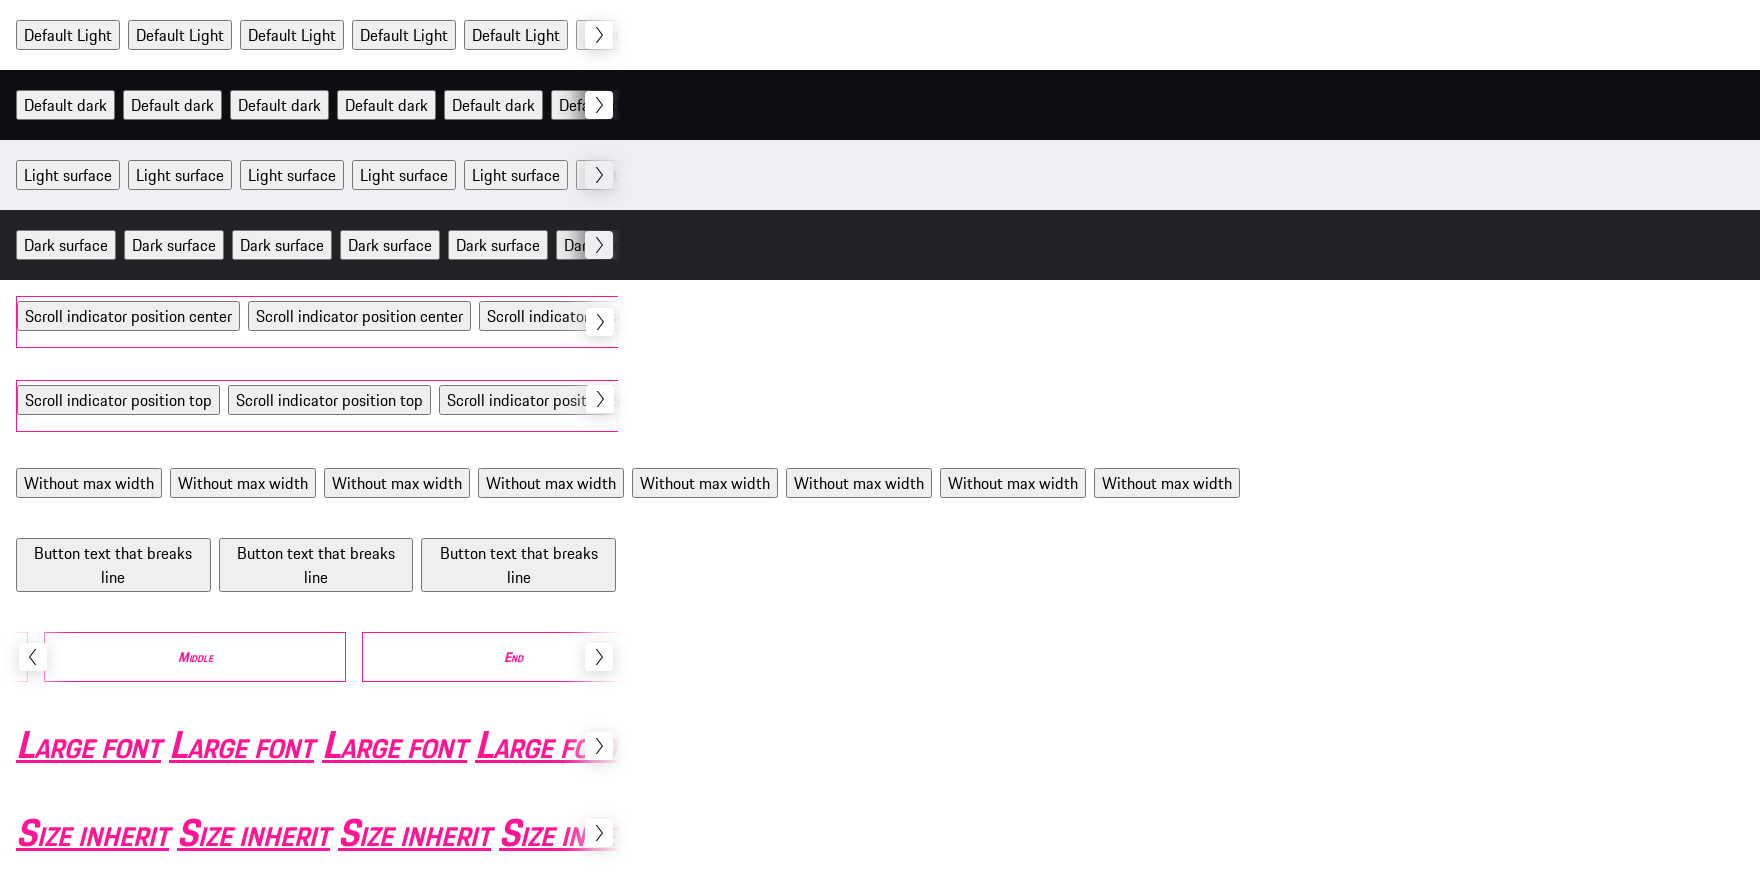 Default Light Default Light Default Light Default Light Default Light
Default dark Default dark Default dark Default dark Default dark Defa
Light surface Light surface Light surface Light surface Light surface
Dark surface Dark surface Dark surface Dark surface Dark surface Da
Scroll indicator position center Scroll indicator position center Scroll indicator
Scroll indicator position top Scroll indicator position top Scroll indicator posit
Without max width Without max width Without max width Without max width Without max width Without max width Without max width Without max width
Button text that breaks Button text that breaks Button text that breaks
line line line
Middle End
Large font Large font Large font Large font
Size inherit Size inherit Size inherit Size in